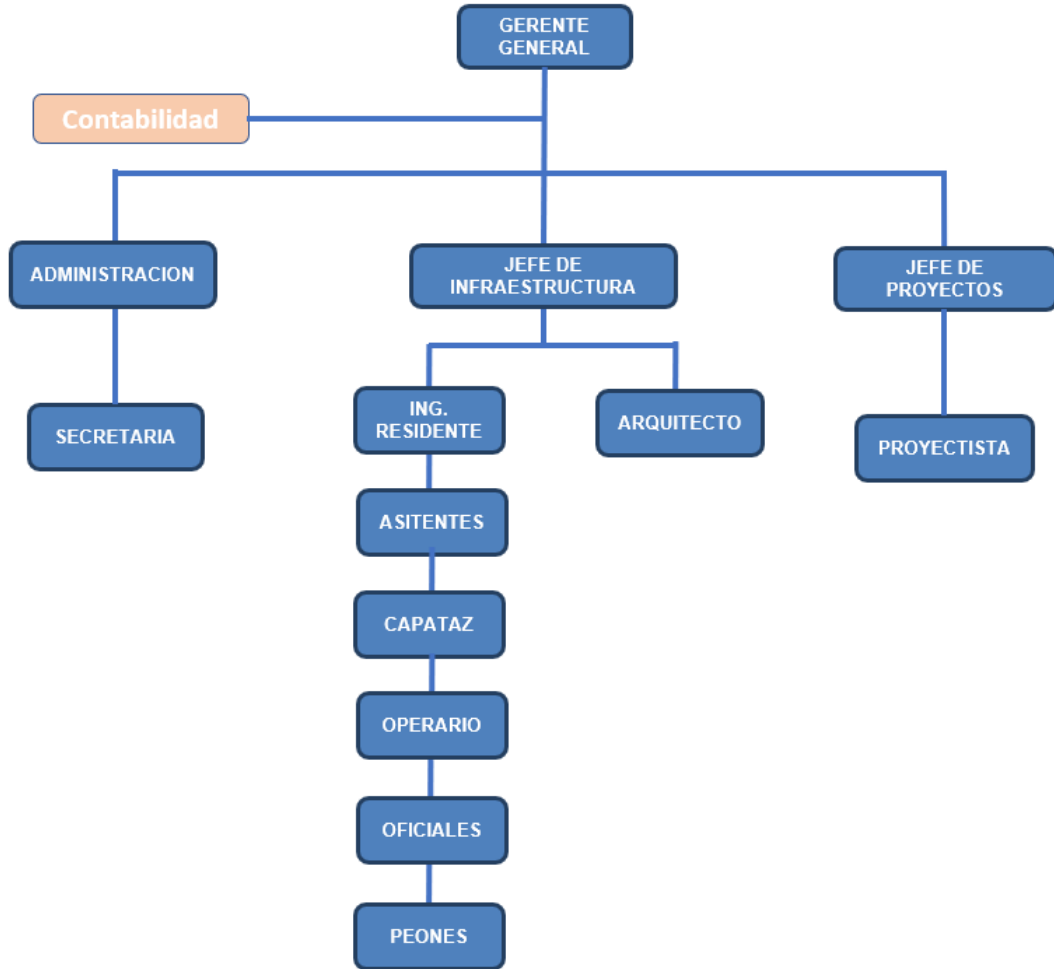 GERENTE
GENERAL
Contabilidad
ADMINISTRACION
JEFE DE
INFRAESTRUCTURA
JEFE DE
PROYECTOS
SECRETARIA
ING.
RESIDENTE
ARQUITECTO
PROYECTISTA
ASITENTES
CAPATAZ
OPERARIO
OFICIALES
PEONES